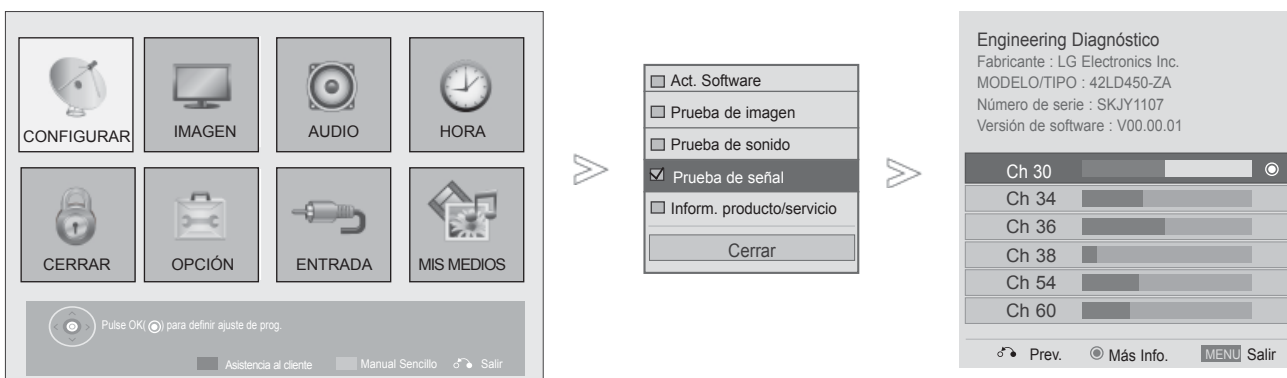 CONFIGURAR
IMAGEN
AUDIO
HORA
CERRAR
OPCIÓN
ENTRADA
MIS MEDIOS
Pulse OK( ) para definir ajuste de prog.
Asistencia al cliente
Manual Sencillo
Salir
Act. Software
Prueba de imagen
Prueba de sonido
Prueba de señal
Inform. producto/servicio
Cerrar
Engineering Diagnóstico
Fabricante : LG Electronics Inc.
MODELO/TIPO : 42LD450-ZA
Número de serie : SKJY1107
Versión de software : V00.00.01
Ch 30
Ch 34
Ch 36
Ch 38
Ch 54
Ch 60
Prev.
Más Info.
MENU Salir